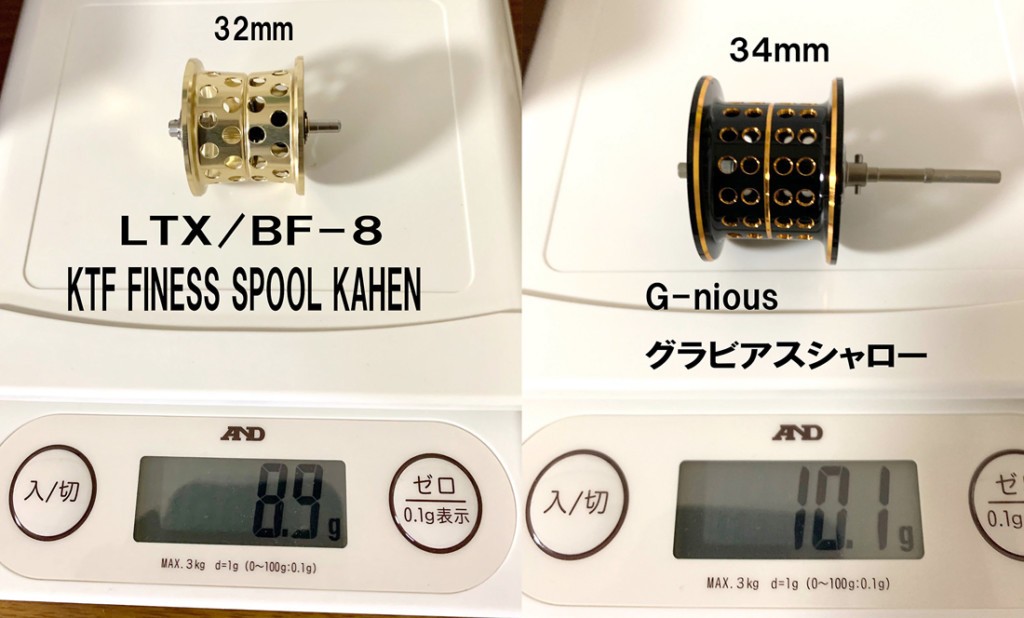 32mm
LTX/BF-8
KTF FINESS SPOOL KAHEN
AND
入/切
8.9g
ゼロ
0.1g表示
MAX.3kg d=1g (0~100g:0.1g)
34mm
G-nious
グラビアスシャロー
AND
入/切
10.1g
ゼ
0.1g
MAX.3kg d=1g (0~100g:0.1g)